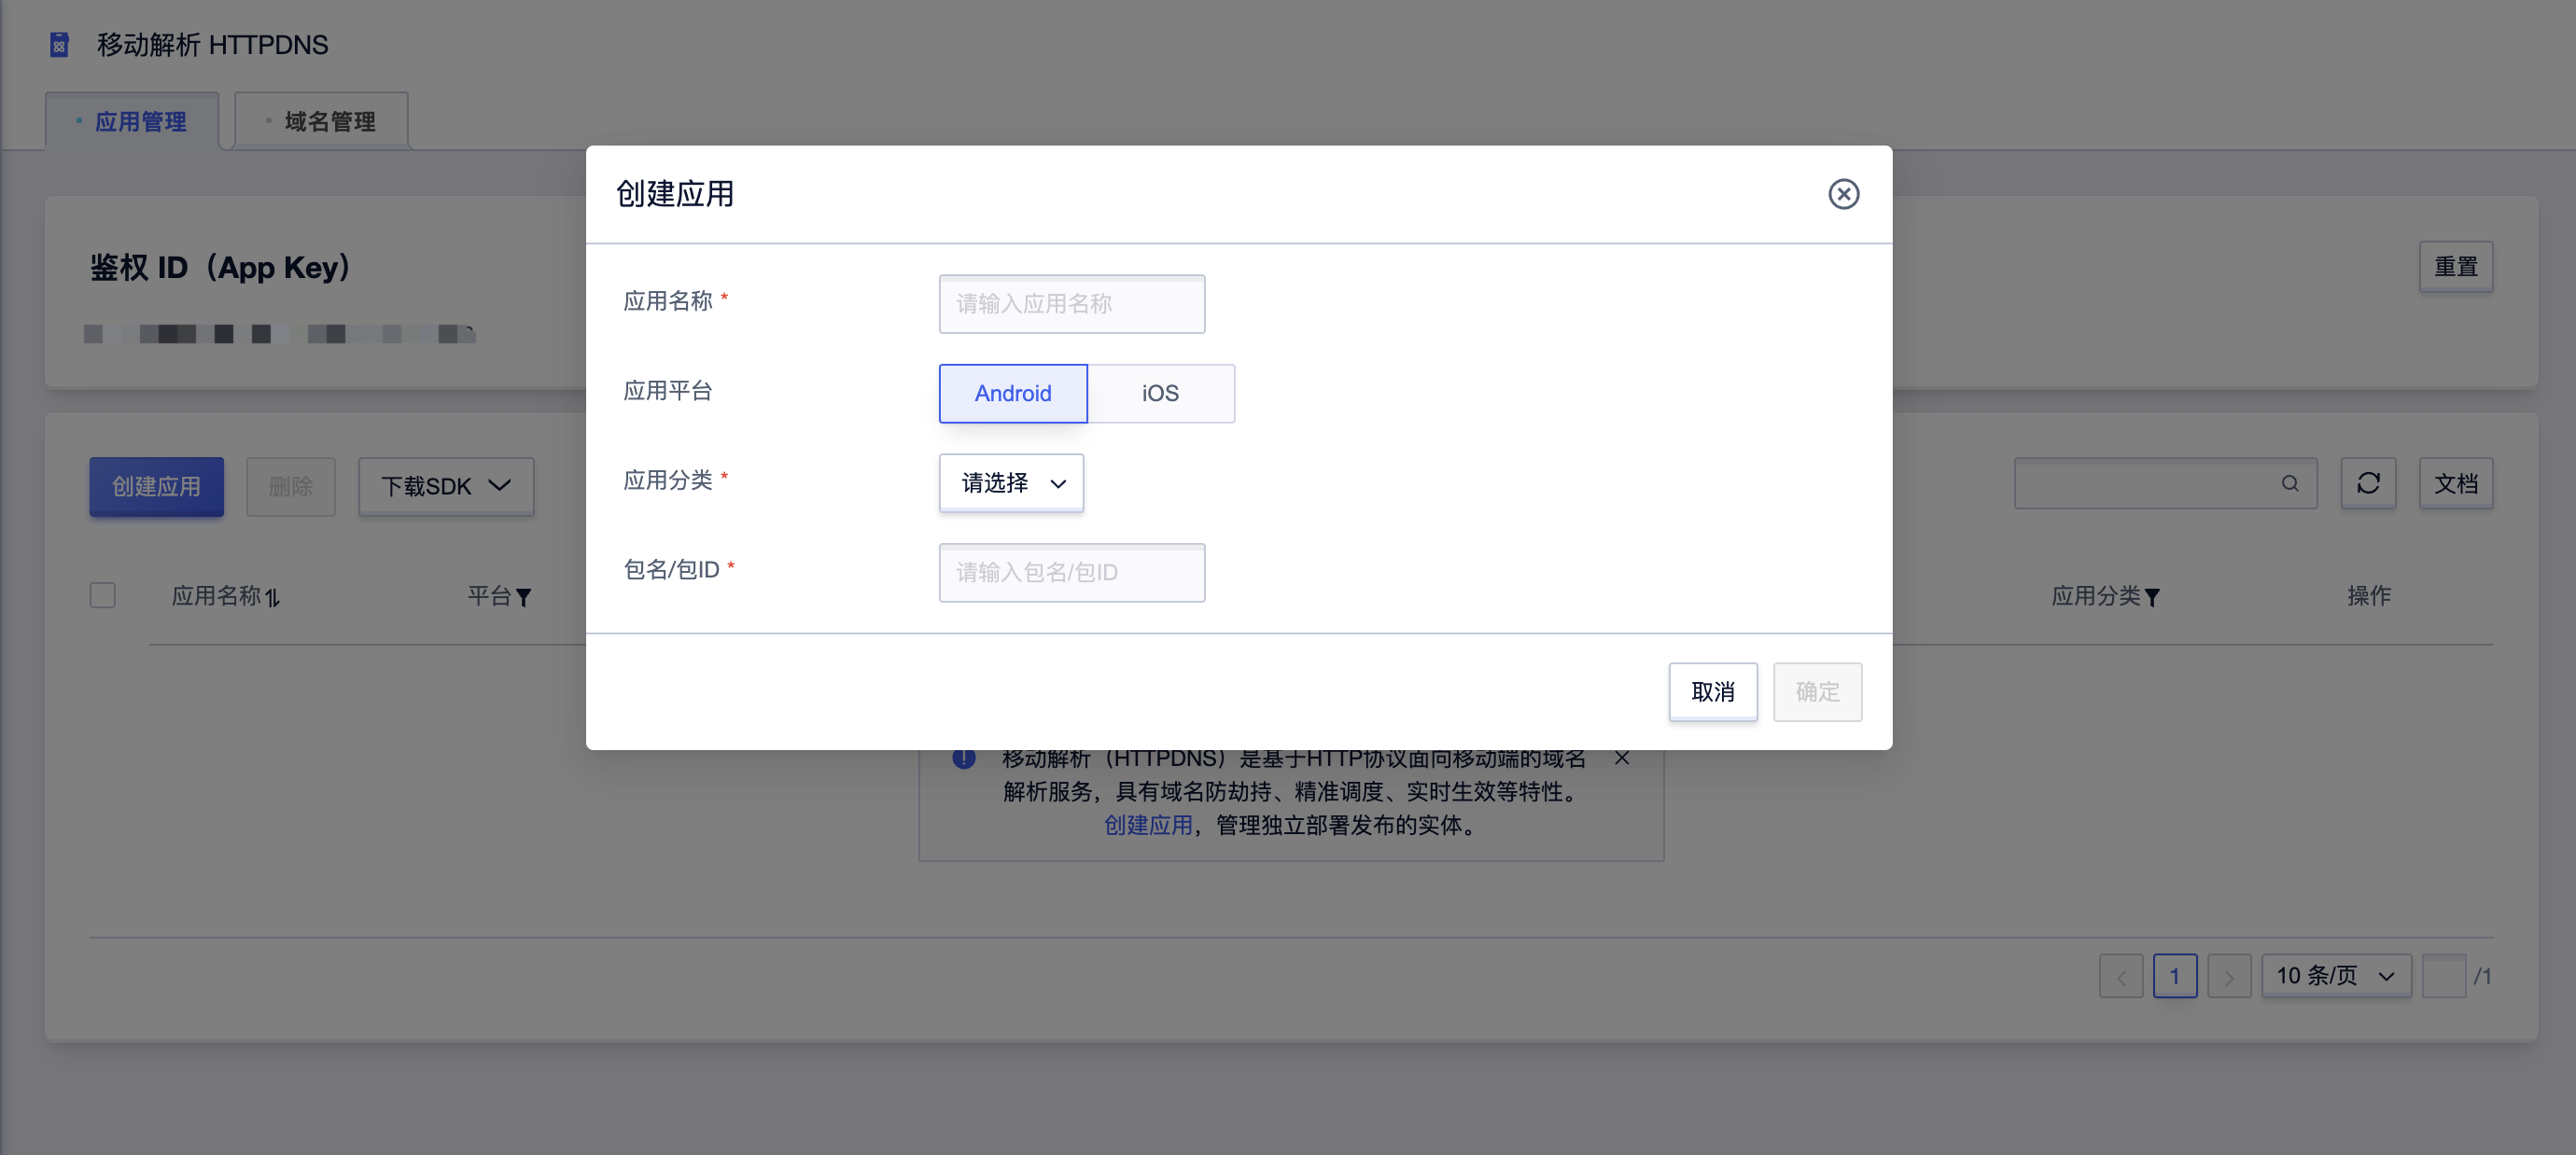 移动解析 HTTPDNS
应用管理
域名管理
创建应用
鉴权 ID（App Key）
重置
应用名称 *
请输入应用名称
应用平台
Android
iOS
应用分类 *
请选择
包名/包ID *
请输入包名/包ID
取消
确定
创建应用
删除
下载SDK
文档
应用名称
平台
应用分类
操作
移动解析（HTTPDNS）是基于HTTP协议面向移动端的域名
解析服务，具有域名防劫持、精准调度、实时生效等特性。
创建应用，管理独立部署发布的实体。
1
10 条/页
/1